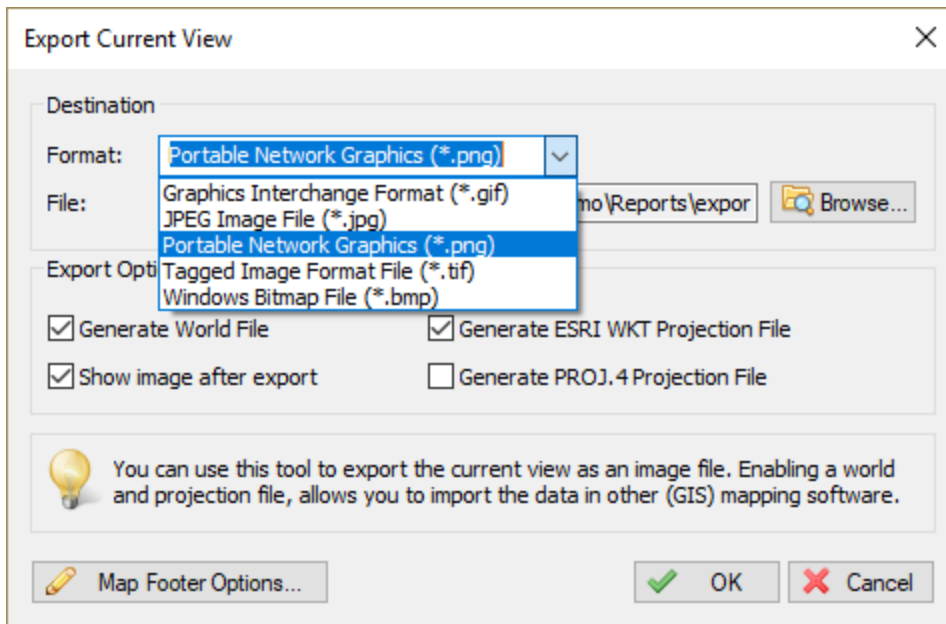 Export Current View
Destination
Format: Portable Network Graphics (*.png)
Graphics Interchange Format (*.gif)
JPEG Image File (*.jpg)
Portable Network Graphics (*.png)
Tagged Image Format File (*.tif)
Windows Bitmap File (*.bmp)
File: mo\Reports\expor Browse...
Export Opti
Generate World File Generate ESRI WKT Projection File
Show image after export Generate PROJ.4 Projection File
You can use this tool to export the current view as an image file. Enabling a world
and projection file, allows you to import the data in other (GIS) mapping software.
Map Footer Options... OK Cancel